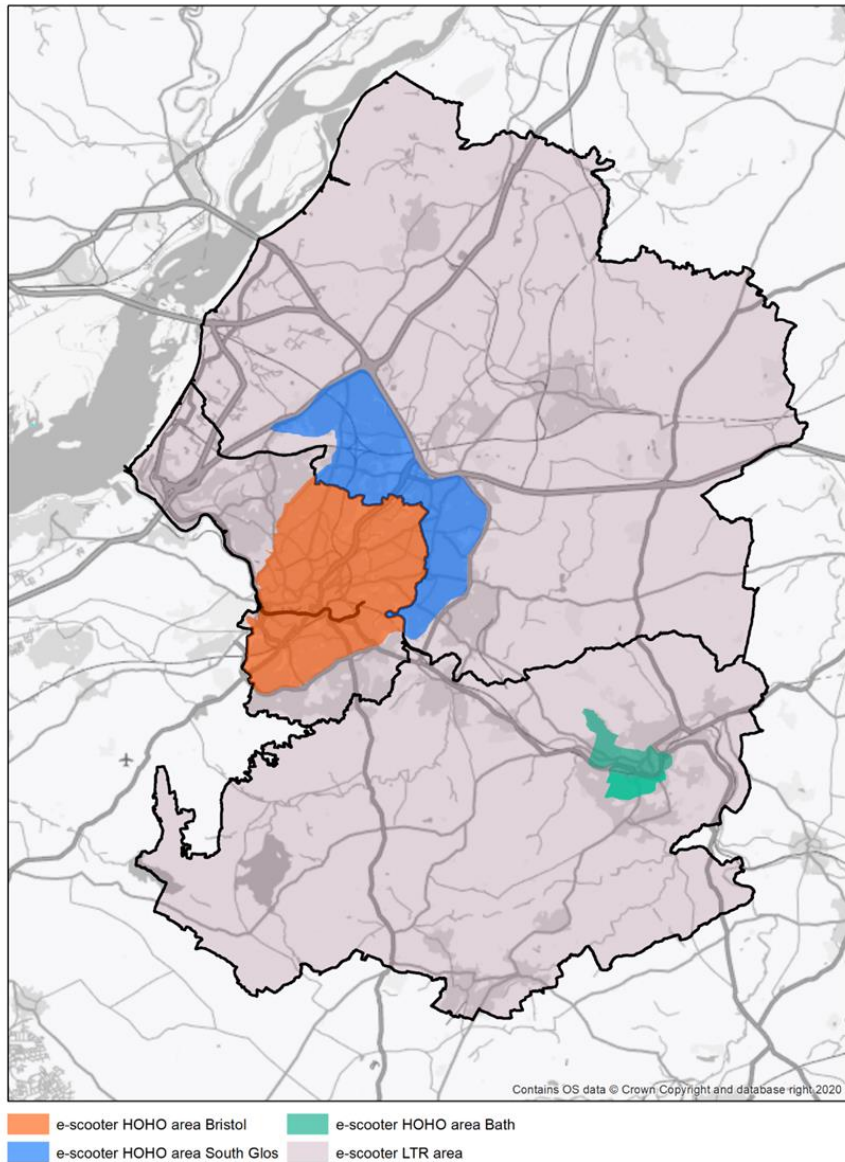 Contains OS data © Crown Copyright and database right 2020
e-scooter HOHO area Bristol
e-scooter HOHO area Bath
e-scooter HOHO area South Glos
e-scooter LTR area